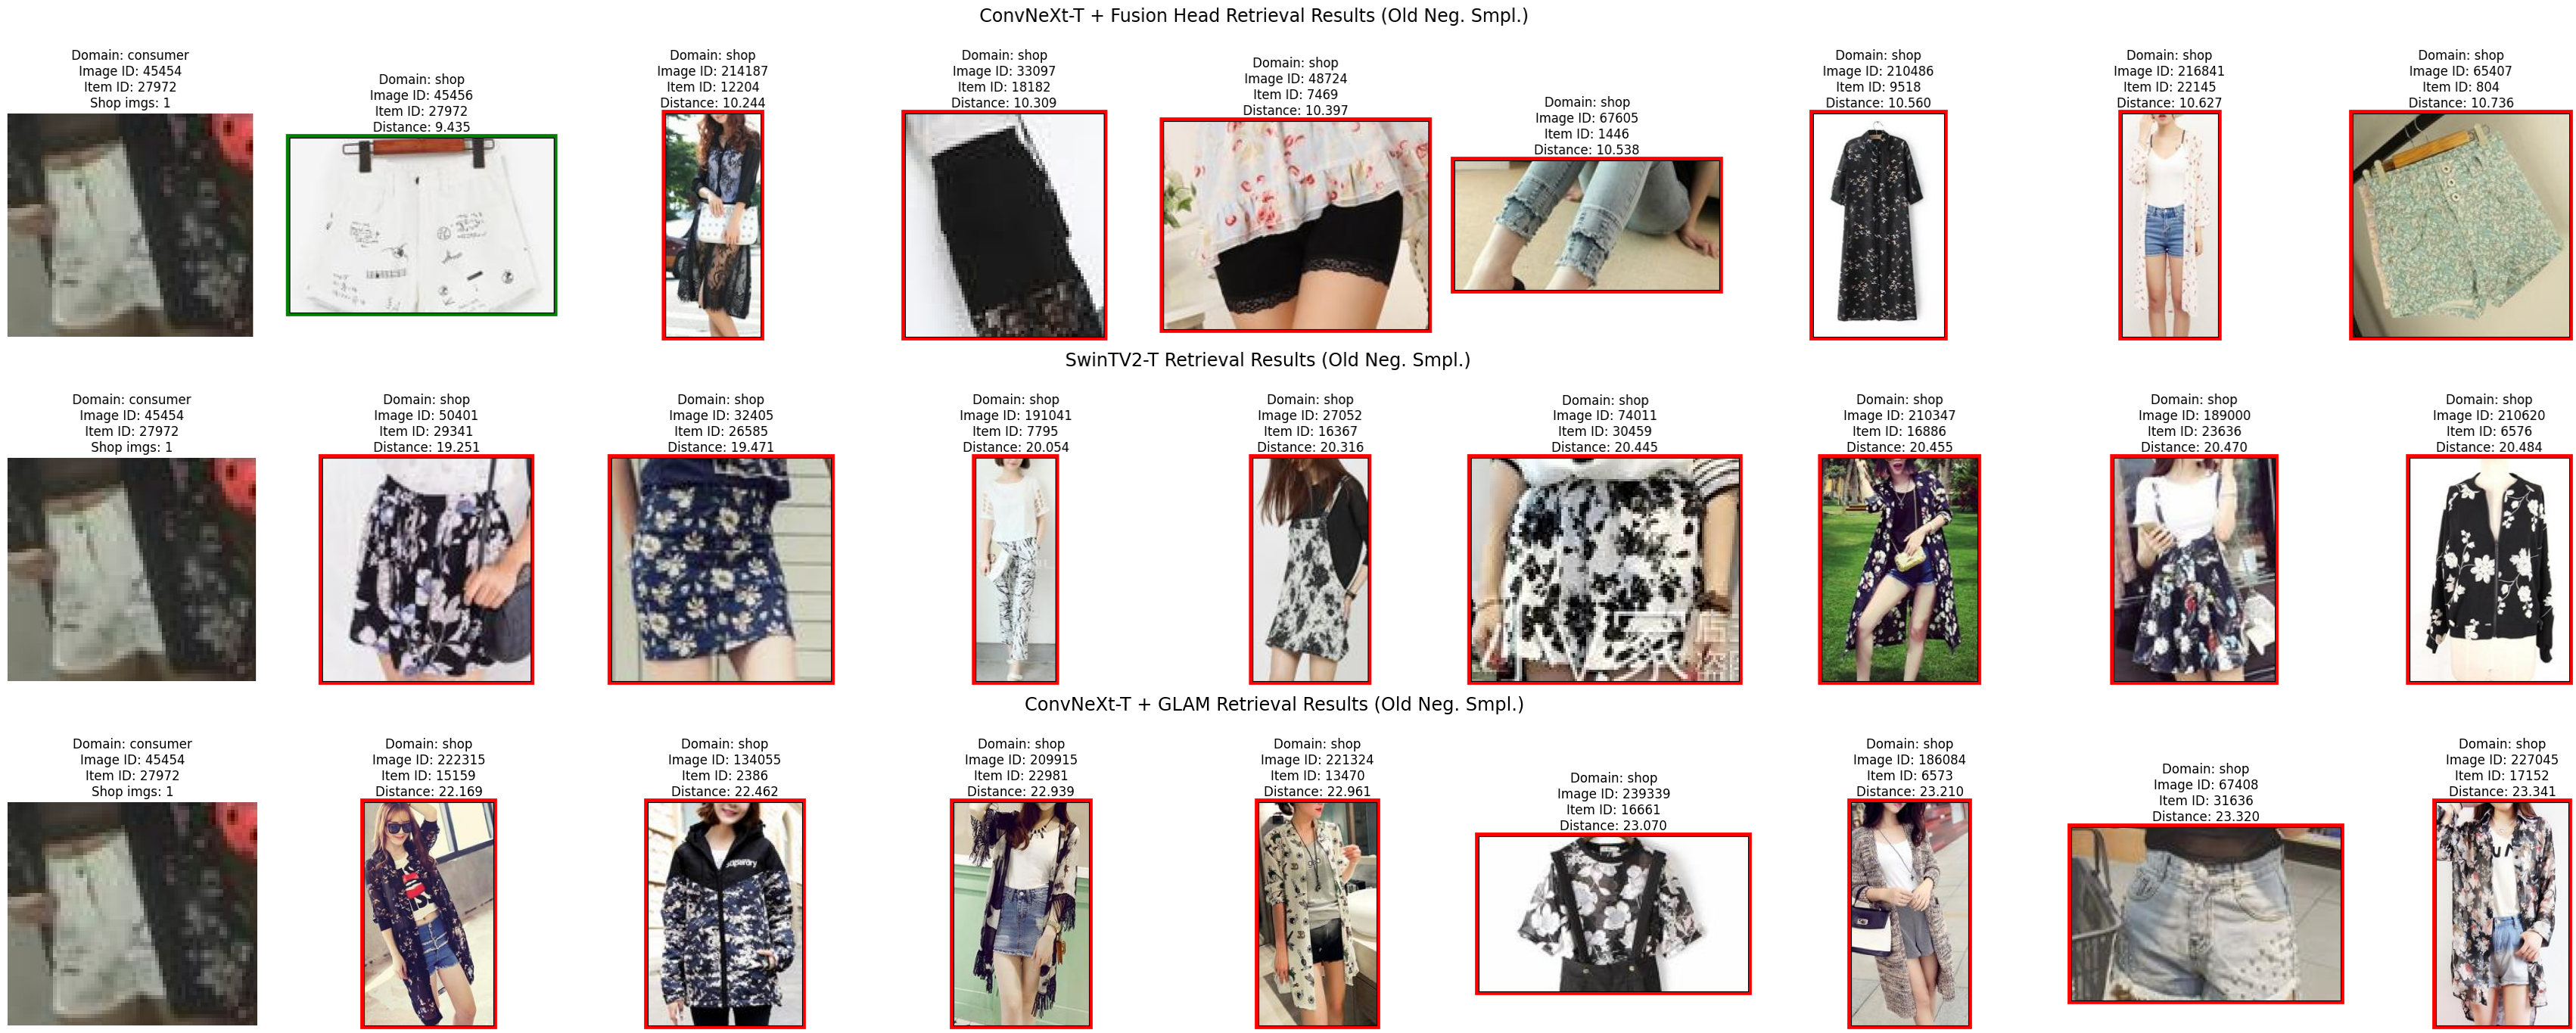 ConvNeXt-T + Fusion Head Retrieval Results (Old Neg. Smpl.)
Domain: consumer
Image ID: 45454
Item ID: 27972
Shop imgs: 1
Domain: shop
Image ID: 45456
Item ID: 27972
Distance: 9.435
Domain: shop
Image ID: 214187
Item ID: 12204
Distance: 10.244
Domain: shop
Image ID: 33097
Item ID: 18182
Distance: 10.309
Domain: shop
Image ID: 48724
Item ID: 7469
Distance: 10.397
Domain: shop
Image ID: 67605
Item ID: 1446
Distance: 10.538
Domain: shop
Image ID: 210486
Item ID: 9518
Distance: 10.560
Domain: shop
Image ID: 216841
Item ID: 22145
Distance: 10.627
Domain: shop
Image ID: 65407
Item ID: 804
Distance: 10.736
SwinTV2-T Retrieval Results (Old Neg. Smpl.)
Domain: consumer
Image ID: 45454
Item ID: 27972
Shop imgs: 1
Domain: shop
Image ID: 50401
Item ID: 29341
Distance: 19.251
Domain: shop
Image ID: 32405
Item ID: 26585
Distance: 19.471
Domain: shop
Image ID: 191041
Item ID: 7795
Distance: 20.054
Domain: shop
Image ID: 27052
Item ID: 16367
Distance: 20.316
Domain: shop
Image ID: 74011
Item ID: 30459
Distance: 20.445
Domain: shop
Image ID: 210347
Item ID: 16886
Distance: 20.455
Domain: shop
Image ID: 189000
Item ID: 23636
Distance: 20.470
Domain: shop
Image ID: 210620
Item ID: 6576
Distance: 20.484
ConvNeXt-T + GLAM Retrieval Results (Old Neg. Smpl.)
Domain: consumer
Image ID: 45454
Item ID: 27972
Shop imgs: 1
Domain: shop
Image ID: 222315
Item ID: 15159
Distance: 22.169
Domain: shop
Image ID: 134055
Item ID: 2386
Distance: 22.462
Domain: shop
Image ID: 209915
Item ID: 22981
Distance: 22.939
Domain: shop
Image ID: 221324
Item ID: 13470
Distance: 22.961
Domain: shop
Image ID: 239339
Item ID: 16661
Distance: 23.070
Domain: shop
Image ID: 186084
Item ID: 6573
Distance: 23.210
Domain: shop
Image ID: 67408
Item ID: 31636
Distance: 23.320
Domain: shop
Image ID: 227045
Item ID: 17152
Distance: 23.341